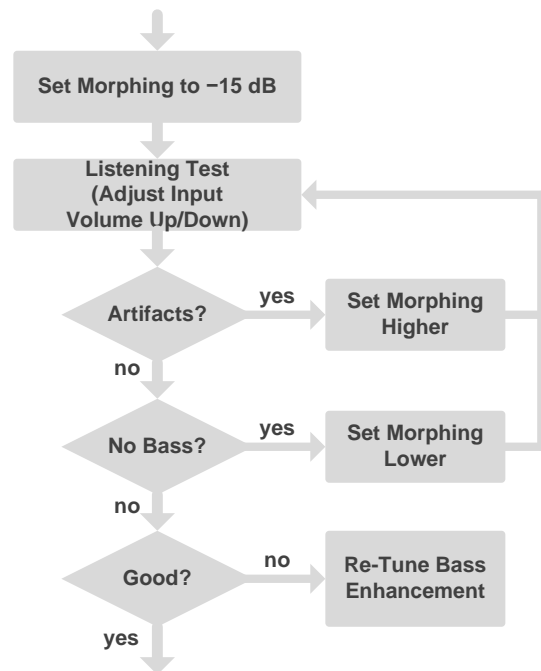 Set Morphing to −15 dB
Listening Test
(Adjust Input
Volume Up/Down)
Artifacts?
yes
Set Morphing
Higher
no
No Bass?
yes
Set Morphing
Lower
no
Good?
no
Re-Tune Bass
Enhancement
yes